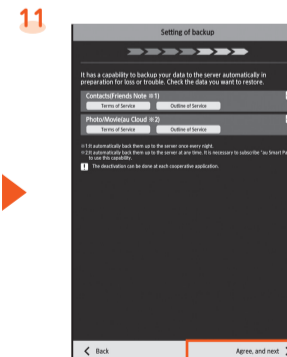 11
Setting of backup
It has a capability to backup your data to the server automatically in
preparation for loss or trouble. Check the data you want to restore.
Contacts(Friends Note ※1)
Terms of Service Outline of Service
Photo/Movie(au Cloud ※2)
Terms of Service Outline of Service
※1 It automatically back them up to the server once every night.
※2 It automatically back them up to the server at any time. It is necessary to subscribe "au Smart
to use this capability.
! The deactivation can be done at each cooperative application.
Back Agree, and next